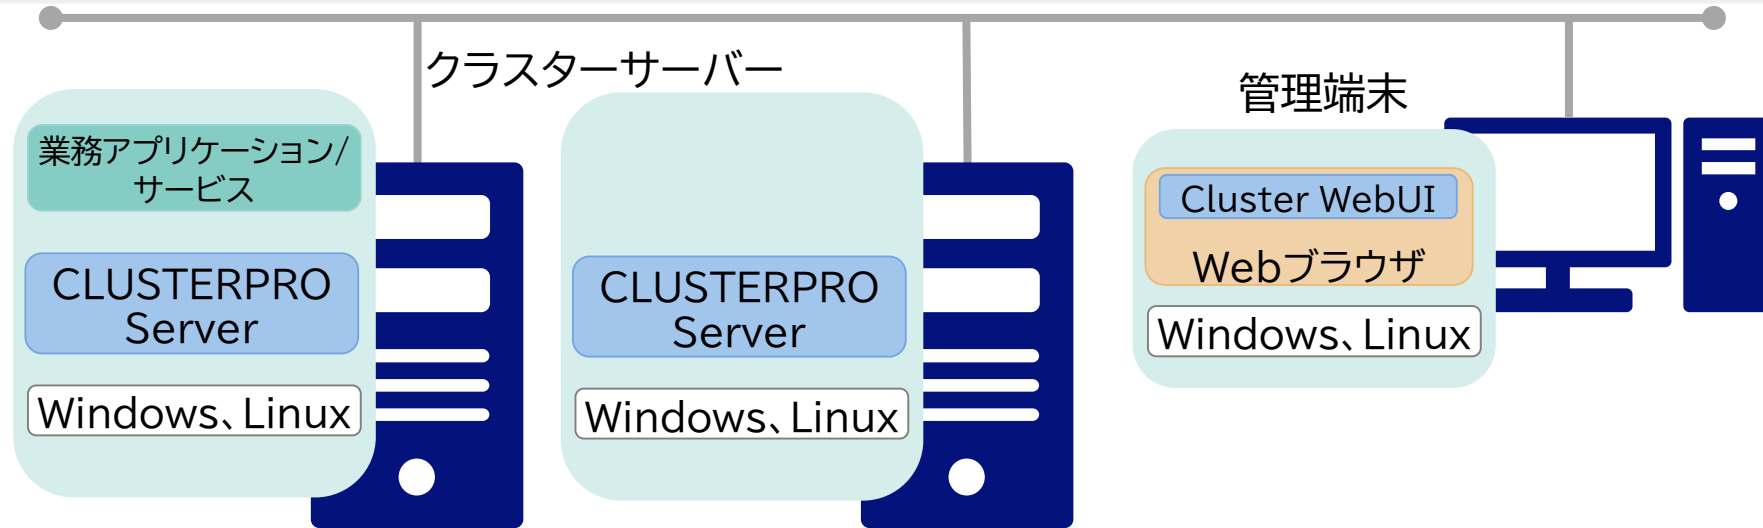 クラスターサーバー
管理端末
業務アプリケーション/
サービス
CLUSTERPRO
Server
Windows、Linux
CLUSTERPRO
Server
Windows、Linux
Cluster WebUI
Webブラウザ
Windows、Linux